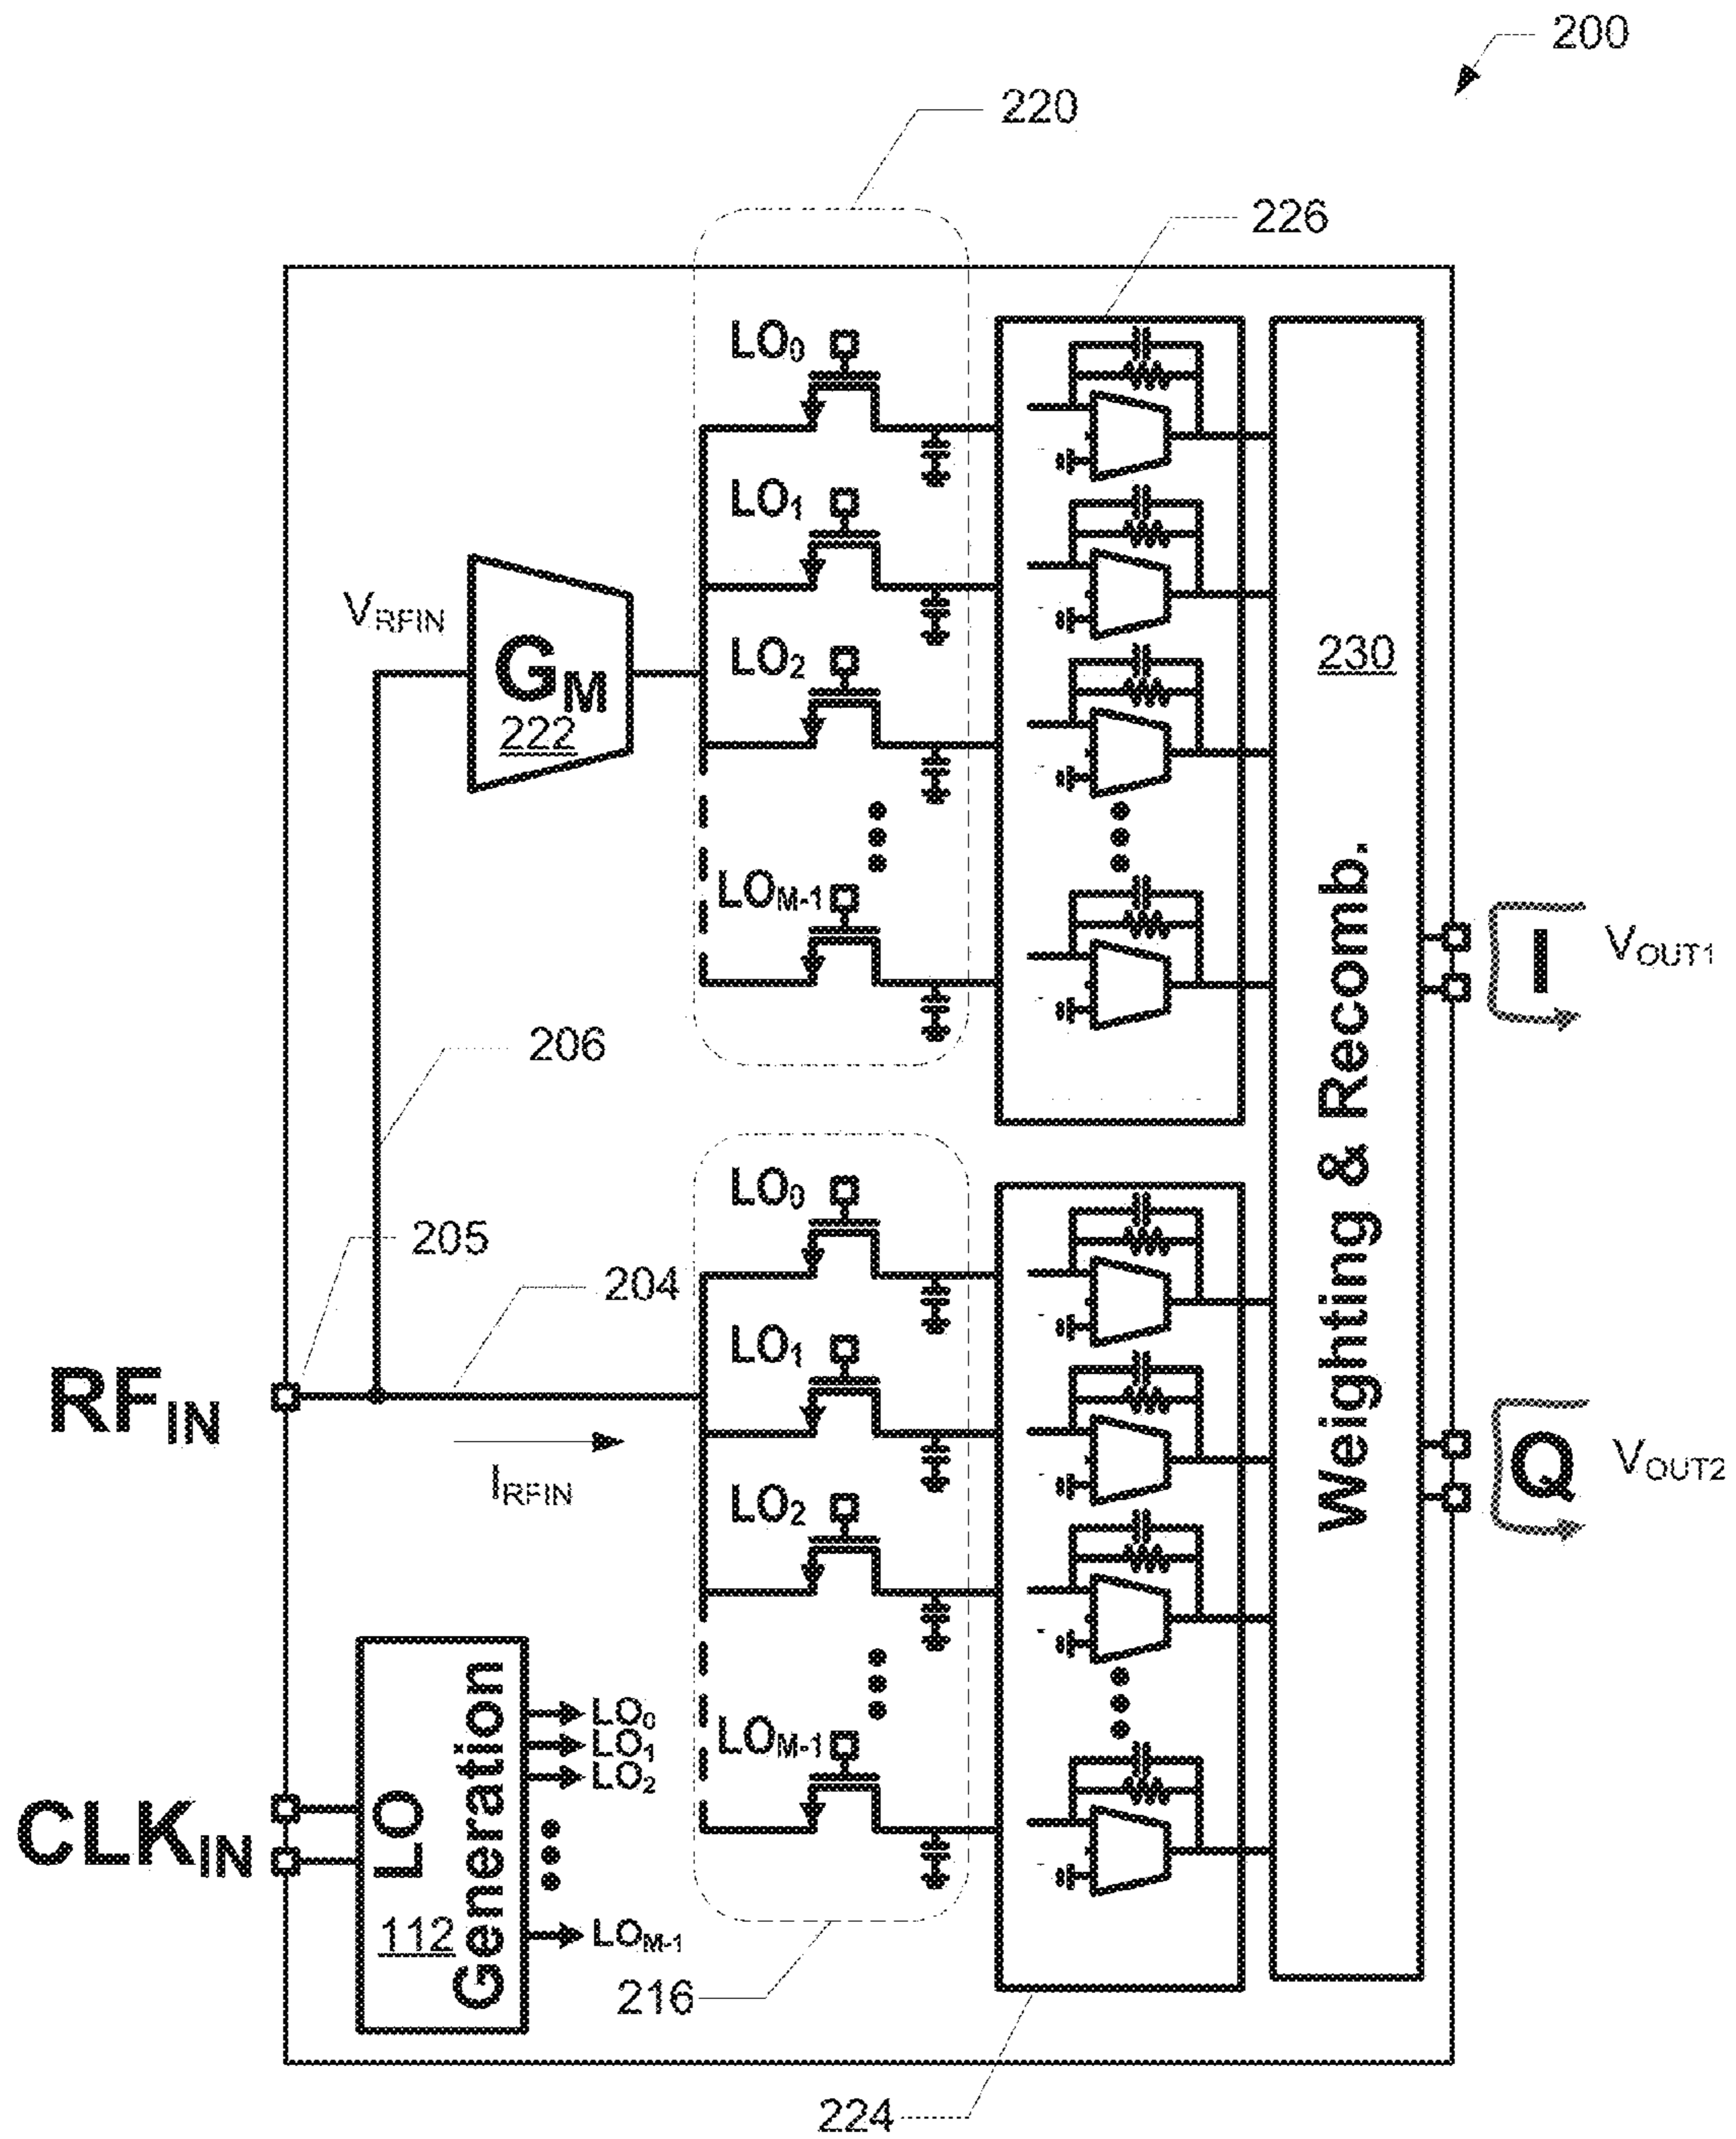 200
220
226
LO0
LO1
VRFIN
GM
222
LO2
230
LOM-1
Weighting & Recomb.
I
VOUT1
206
LO0
205
204
LO1
RFIN
IRFIN
LO2
Q
VOUT2
LO Generation
112
LO0
LO1
LO2
LOM-1
LOM-1
CLKIN
216
224